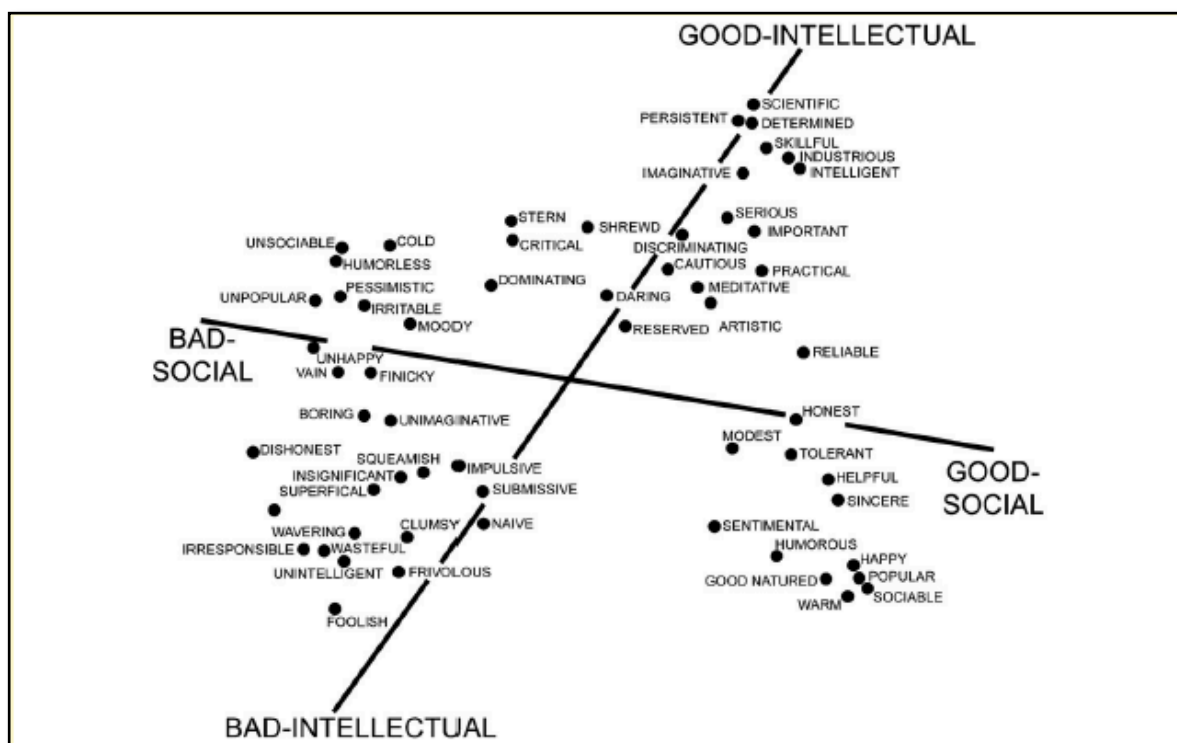 GOOD-INTELLECTUAL
SCIENTIFIC
PERSISTENT
DETERMINED
SKILLFUL
INDUSTRIOUS
IMAGINATIVE
INTELLIGENT
STERN
SERIOUS
SHREWD
IMPORTANT
UNSOCIABLE
COLD
CRITICAL
DISCRIMINATING
HUMORLESS
CAUTIOUS
PRACTICAL
DOMINATING
MEDITATIVE
UNPOPULAR
PESSIMISTIC
DARING
IRRITABLE
MOODY
RESERVED
ARTISTIC
BAD-
SOCIAL
UNHAPPY
RELIABLE
VAIN
FINICKY
BORING
UNIMAGIINATIVE
HONEST
MODEST
DISHONEST
TOLERANT
SQUEAMISH
IMPULSIVE
GOOD-
SOCIAL
INSIGNIFICANT
HELPFUL
SUPERFICAL
SUBMISSIVE
SINCERE
WAVERING
CLUMSY
NAIVE
SENTIMENTAL
IRRESPONSIBLE
WASTEFUL
HUMOROUS
HAPPY
UNINTELLIGENT
FRIVOLOUS
GOOD NATURED
POPULAR
WARM
SOCIABLE
FOOLISH
BAD-INTELLECTUAL